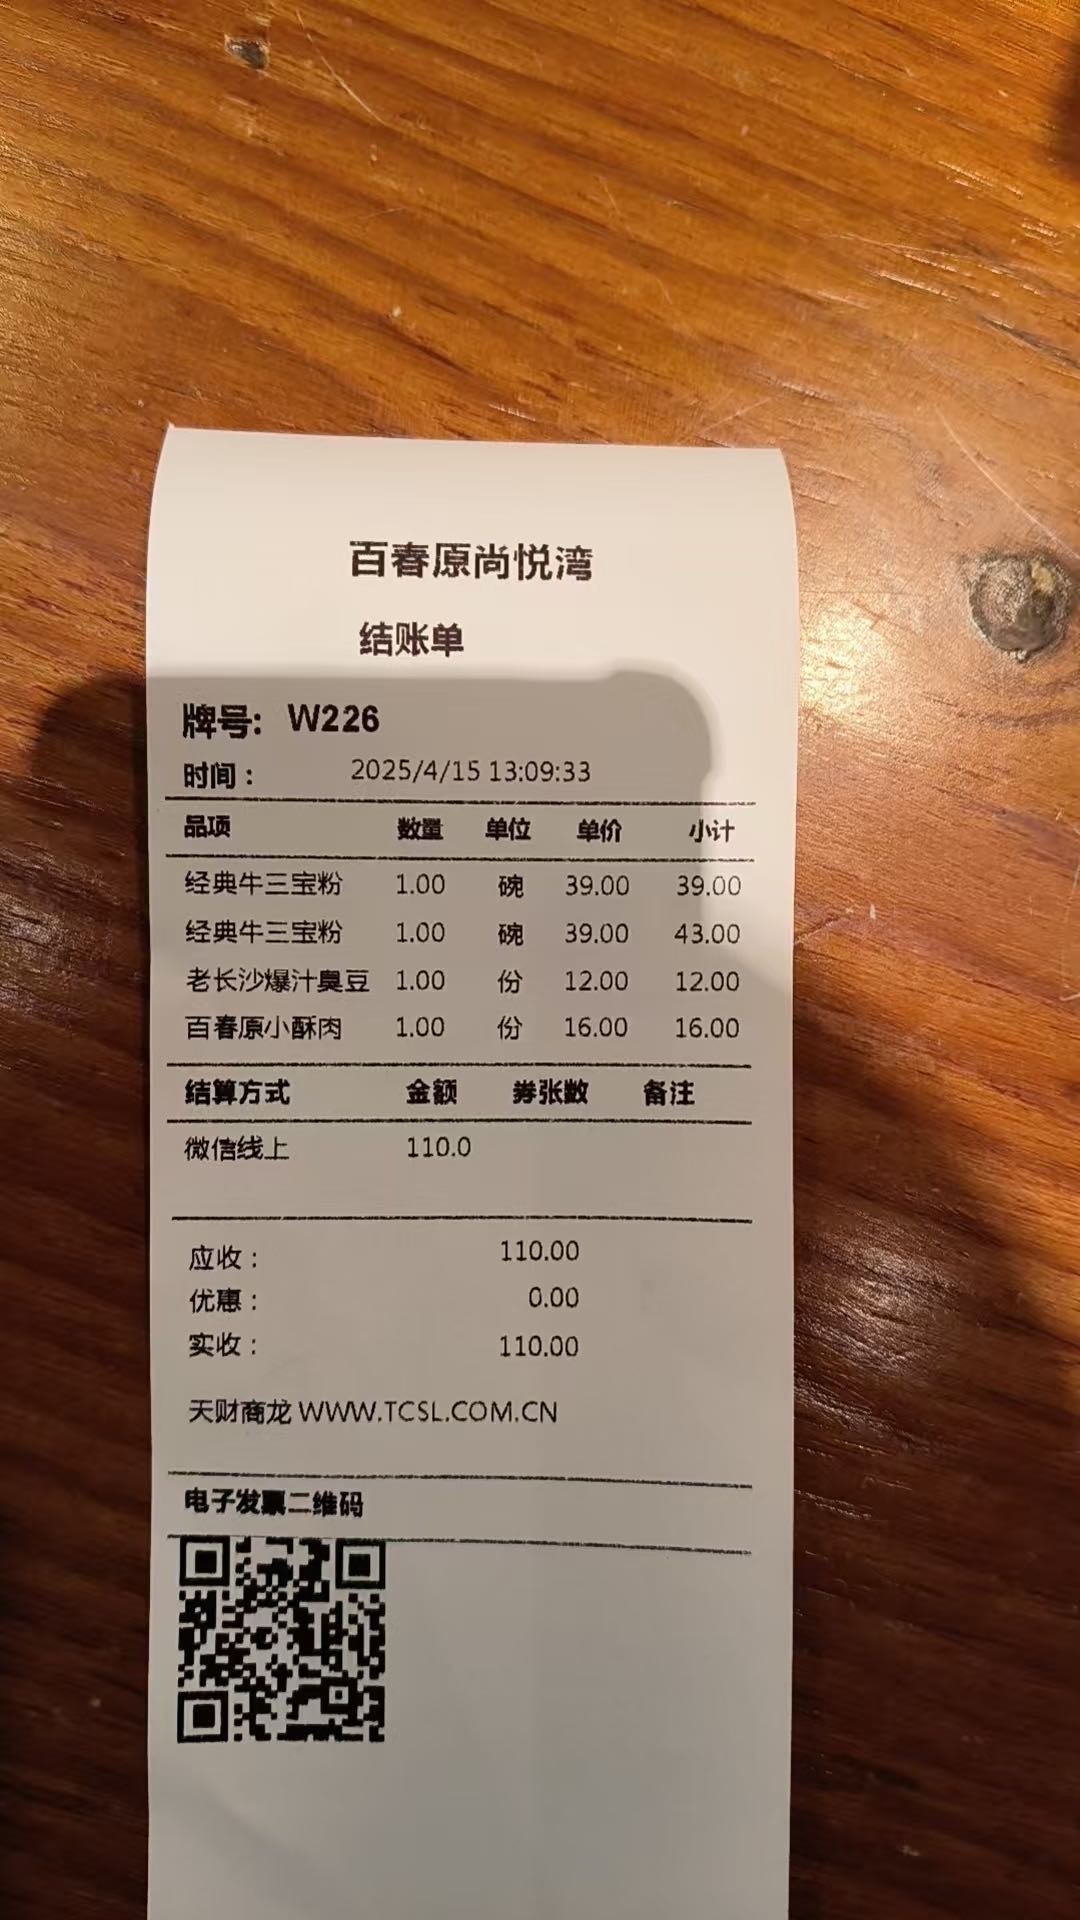 百春原尚悦湾
结账单
牌号: W226
时间： 2025/4/15 13:09:33
品项 数量 单位 单价 小计
经典牛三宝粉 1.00 碗 39.00 39.00
经典牛三宝粉 1.00 碗 39.00 43.00
老长沙爆汁臭豆 1.00 份 12.00 12.00
百春原小酥肉 1.00 份 16.00 16.00
结算方式 金额 券张数 备注
微信线上 110.0
应收： 110.00
优惠： 0.00
实收： 110.00
天财商龙 WWW.TCSL.COM.CN
电子发票二维码